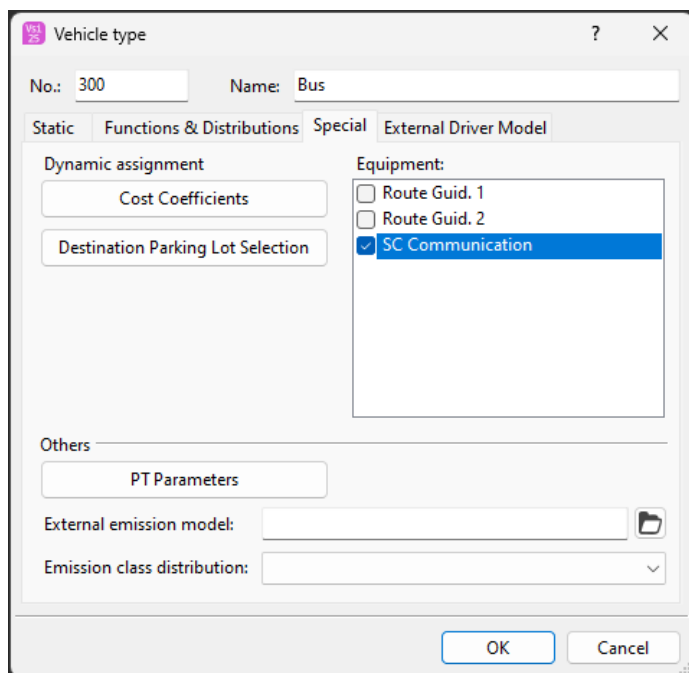 Vsi 25 Vehicle type ?
No.: 300 Name: Bus
Static Functions & Distributions Special External Driver Model
Dynamic assignment Equipment:
Cost Coefficients Route Guid. 1
Route Guid. 2
Destination Parking Lot Selection SC Communication
Others
PT Parameters
External emission model:
Emission class distribution:
OK Cancel